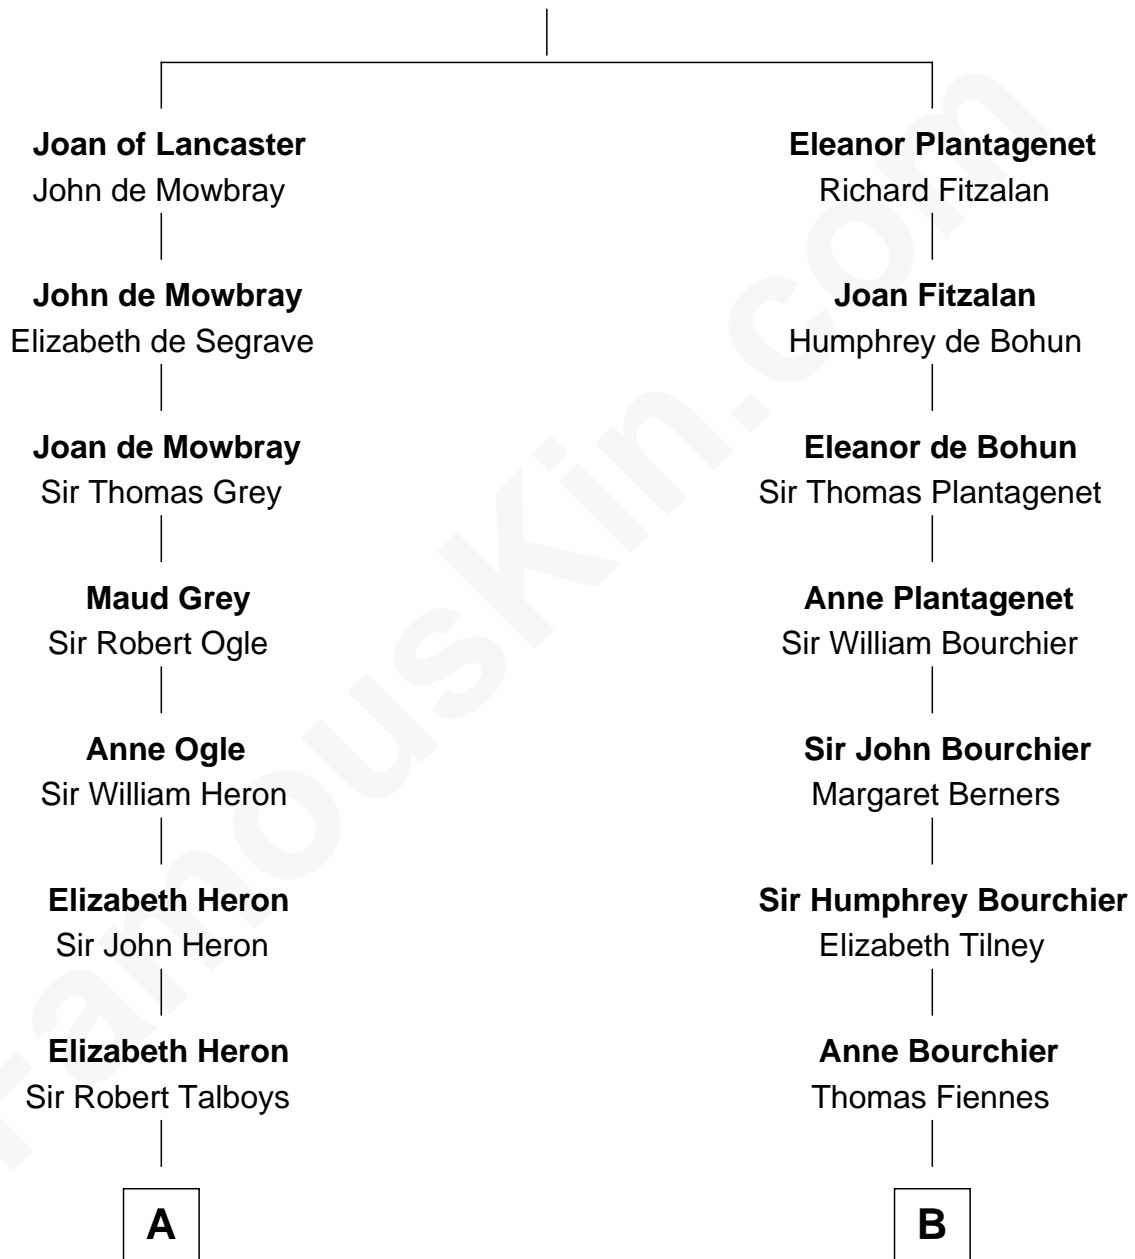 Joan of Lancaster
John de Mowbray
John de Mowbray
Elizabeth de Segrave
Joan de Mowbray
Sir Thomas Grey
Maud Grey
Sir Robert Ogle
Anne Ogle
Sir William Heron
Elizabeth Heron
Sir John Heron
Elizabeth Heron
Sir Robert Talboys
A
Eleanor Plantagenet
Richard Fitzalan
Joan Fitzalan
Humphrey de Bohun
Eleanor de Bohun
Sir Thomas Plantagenet
Anne Plantagenet
Sir William Bourchier
Sir John Bourchier
Margaret Berners
Sir Humphrey Bourchier
Elizabeth Tilney
Anne Bourchier
Thomas Fiennes
B
FamousKin.com